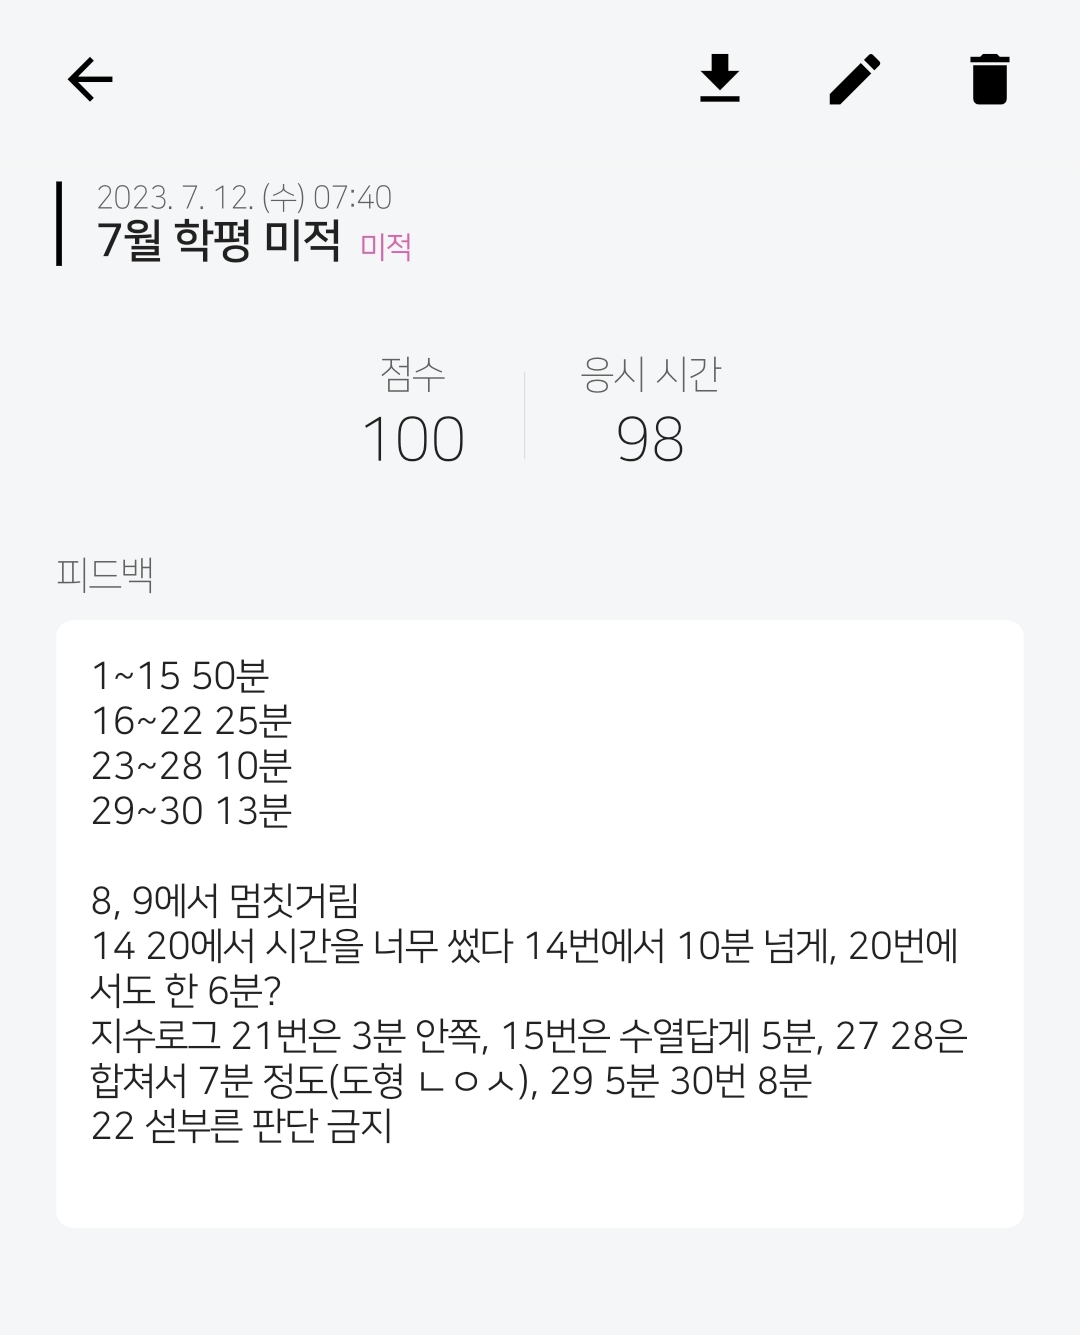 2023. 7. 12. (수) 07:40
7월 학평 미적 미적
점수
100
응시 시간
98
피드백
1~15 50분
16~22 25분
23~28 10분
29~30 13분
8, 9에서 멈칫거림
14 20에서 시간을 너무 썼다 14번에서 10분 넘게, 20번에
서도 한 6분?
지수로그 21번은 3분 안쪽, 15번은 수열답게 5분, 27 28은
합쳐서 7분 정도(도형 ㄴㅇㅅ), 29 5분 30번 8분
22 섣부른 판단 금지